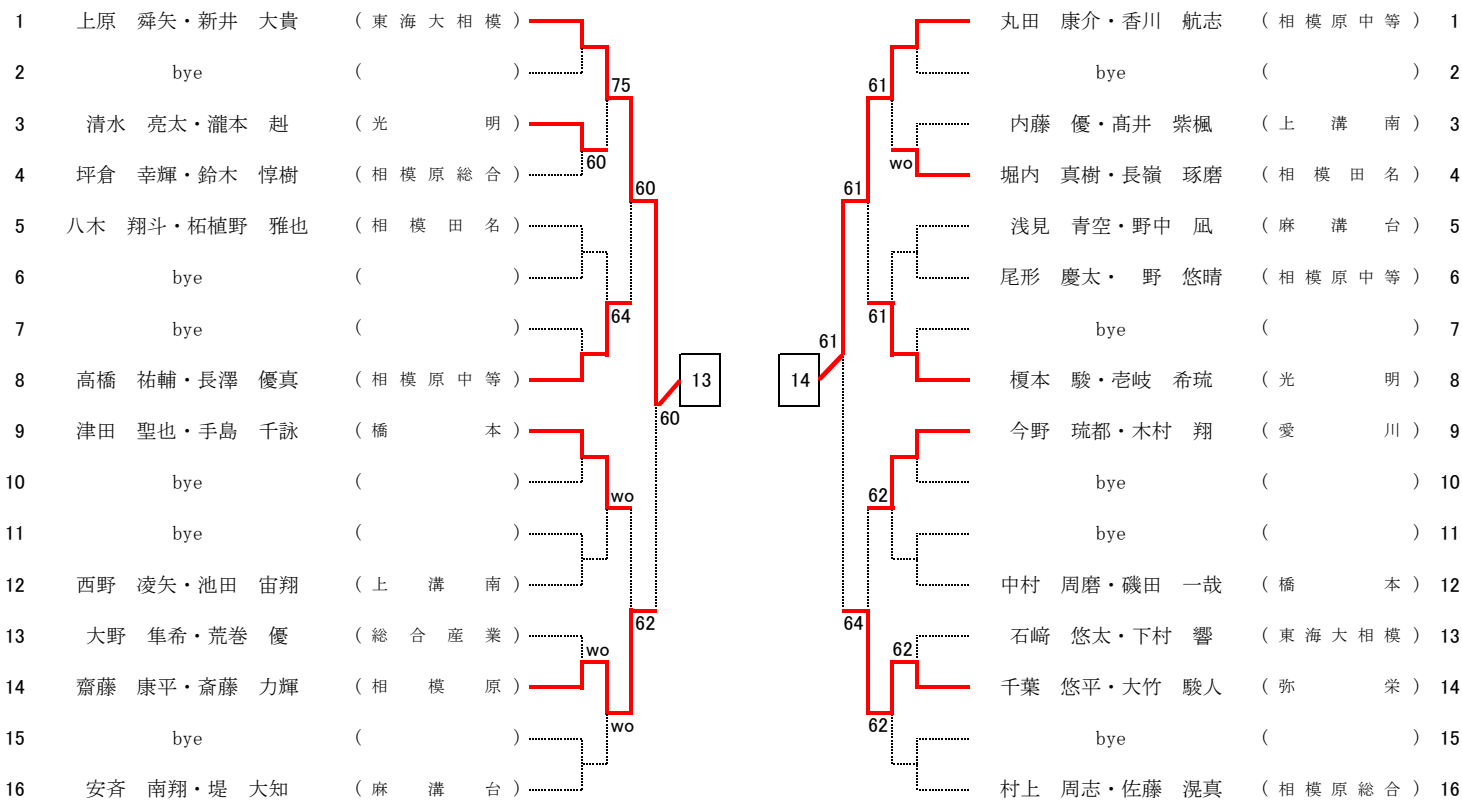 1 上原 舜矢・新井 大貴 (東海大相模)
2 bye ( )
75
3 清水 亮太・瀧本 赳 (光明)
60
4 坪倉 幸輝・鈴木 惇樹 (相模原総合)
60
5 八木 翔斗・柘植野 雅也 (相模田名)
6 bye ( )
64
7 bye ( )
8 高橋 祐輔・長澤 優真 (相模原中等)
13
60
9 津田 聖也・手島 千詠 (橋本)
10 bye ( )
wo
11 bye ( )
12 西野 凌矢・池田 宙翔 (上溝南)
62
13 大野 隼希・荒巻 優 (総合産業)
wo
14 齋藤 康平・斎藤 力輝 (相模原)
wo
15 bye ( )
16 安斉 南翔・堤 大知 (麻溝台)
丸田 康介・香川 航志 (相模原中等) 1
bye ( ) 2
61
内藤 優・髙井 紫楓 (上溝南) 3
wo
堀内 真樹・長嶺 琢磨 (相模田名) 4
61
浅見 青空・野中 凪 (麻溝台) 5
尾形 慶太・ 野 悠晴 (相模原中等) 6
61
bye ( ) 7
61
14
榎本 駿・壱岐 希琉 (光明) 8
今野 琉都・木村 翔 (愛川) 9
bye ( ) 10
62
bye ( ) 11
中村 周磨・磯田 一哉 (橋本) 12
64
石﨑 悠太・下村 響 (東海大相模) 13
62
千葉 悠平・大竹 駿人 (弥栄) 14
62
bye ( ) 15
村上 周志・佐藤 滉真 (相模原総合) 16